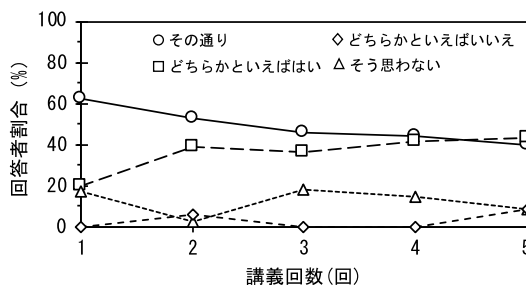 100
80
60
40
20
0
回答者割合 (%)
その通り
どちらかといえばいいえ
どちらかといえばはい
そう思わない
1 2 3 4 5
講義回数(回)